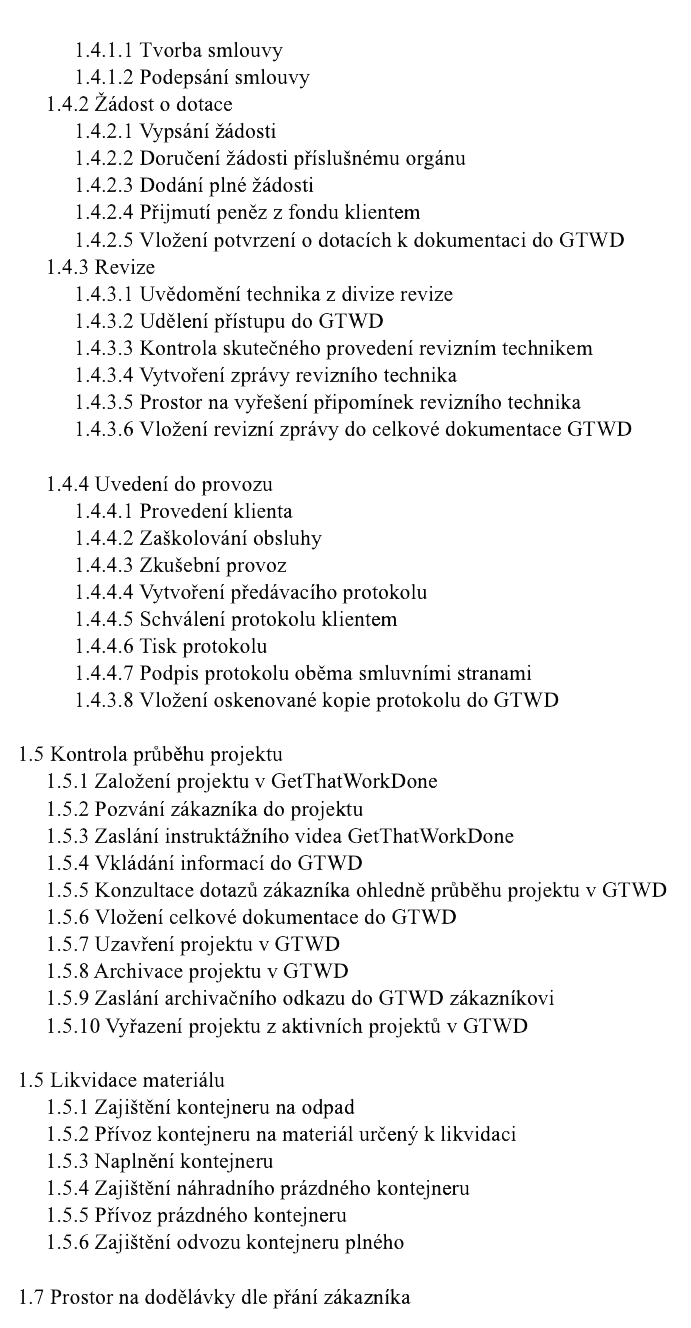 1.4.1.1 Tvorba smlouvy
1.4.1.2 Podepsání smlouvy
1.4.2 Žádost o dotace
1.4.2.1 Vypsání žádosti
1.4.2.2 Doručení žádosti příslušnému orgánu
1.4.2.3 Dodání plné žádosti
1.4.2.4 Přijmutí peněz z fondu klientem
1.4.2.5 Vložení potvrzení o dotacích k dokumentaci do GTWD
1.4.3 Revize
1.4.3.1 Uvědomění technika z divize revize
1.4.3.2 Udělení přístupu do GTWD
1.4.3.3 Kontrola skutečného provedení revizním technikem
1.4.3.4 Vytvoření zprávy revizního technika
1.4.3.5 Prostor na vyřešení připomínek revizního technika
1.4.3.6 Vložení revizní zprávy do celkové dokumentace GTWD
1.4.4 Uvedení do provozu
1.4.4.1 Provedení klienta
1.4.4.2 Zaškolování obsluhy
1.4.4.3 Zkušební provoz
1.4.4.4 Vytvoření předávacího protokolu
1.4.4.5 Schválení protokolu klientem
1.4.4.6 Tisk protokolu
1.4.4.7 Podpis protokolu oběma smluvními stranami
1.4.3.8 Vložení oskenované kopie protokolu do GTWD
1.5 Kontrola průběhu projektu
1.5.1 Založení projektu v GetThatWorkDone
1.5.2 Pozvání zákazníka do projektu
1.5.3 Zaslání instruktážního videa GetThatWorkDone
1.5.4 Vkládání informací do GTWD
1.5.5 Konzultace dotazů zákazníka ohledně průběhu projektu v GTWD
1.5.6 Vložení celkové dokumentace do GTWD
1.5.7 Uzavření projektu v GTWD
1.5.8 Archivace projektu v GTWD
1.5.9 Zaslání archivačního odkazu do GTWD zákazníkovi
1.5.10 Vyřazení projektu z aktivních projektů v GTWD
1.5 Likvidace materiálu
1.5.1 Zajištění kontejneru na odpad
1.5.2 Přívoz kontejneru na materiál určený k likvidaci
1.5.3 Naplnění kontejneru
1.5.4 Zajištění náhradního prázdného kontejneru
1.5.5 Přívoz prázdného kontejneru
1.5.6 Zajištění odvozu kontejneru plného
1.7 Prostor na dodělávky dle přání zákazníka